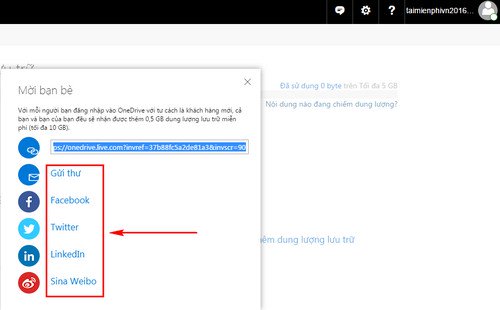 taimienphivn2016...
Đã sử dụng 0 byte trên Tối đa 5 GB
Nội dung nào đang chiếm dung lượng?
Mời bạn bè
Với mỗi người bạn đăng nhập vào OneDrive với tư cách là khách hàng mới, cả
bạn và bạn của bạn đều sẽ nhận được thêm 0,5 GB dung lượng lưu trữ miễn
phí (tối đa 10 GB).
ps://onedrive.live.com?invref=37b88fc5a2de81a3&invscr=90
Gửi thư
Facebook
Twitter
LinkedIn
Sina Weibo
hêm dung lượng lưu trữ